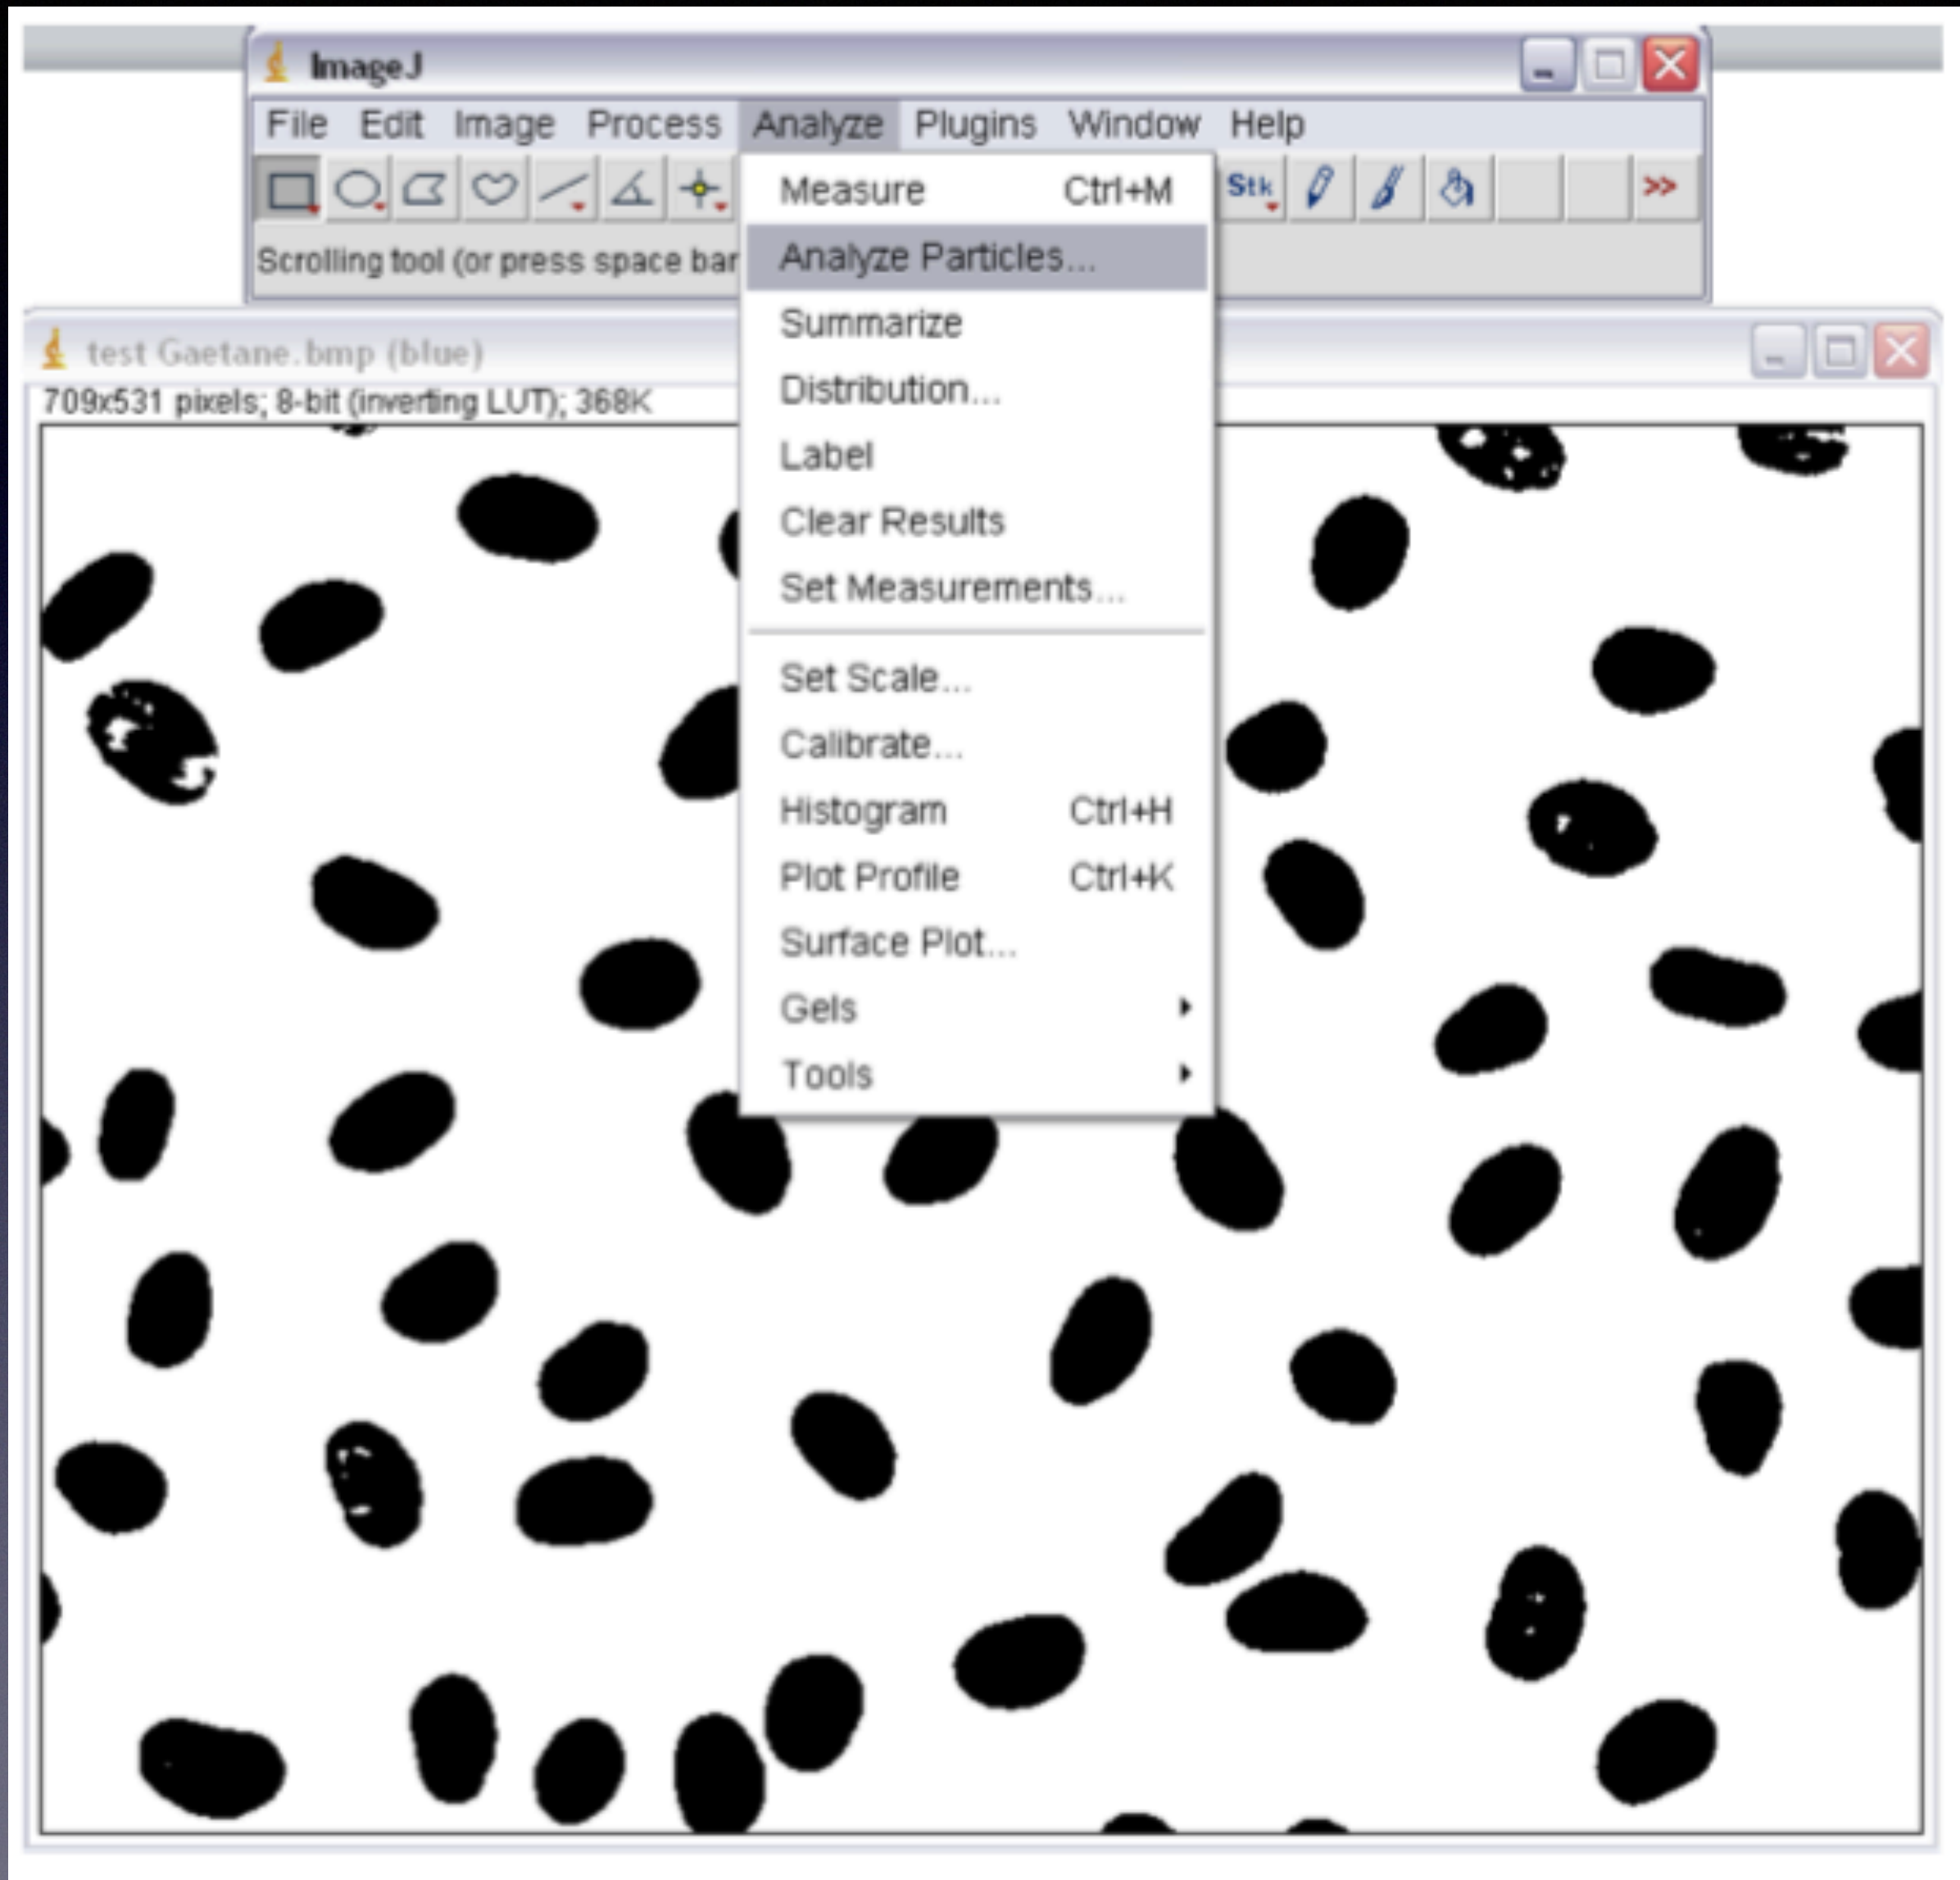 ImageJ
File Edit Image Process Analyze Plugins Window Help
Stk >>
Scrolling tool (or press space bar
Measure Ctrl+M
Analyze Particles...
Summarize
Distribution...
Label
Clear Results
Set Measurements...
Set Scale...
Calibrate...
Histogram Ctrl+H
Plot Profile Ctrl+K
Surface Plot...
Gels
Tools
test Gaetane.bmp (blue)
709x531 pixels; 8-bit (inverting LUT); 368K